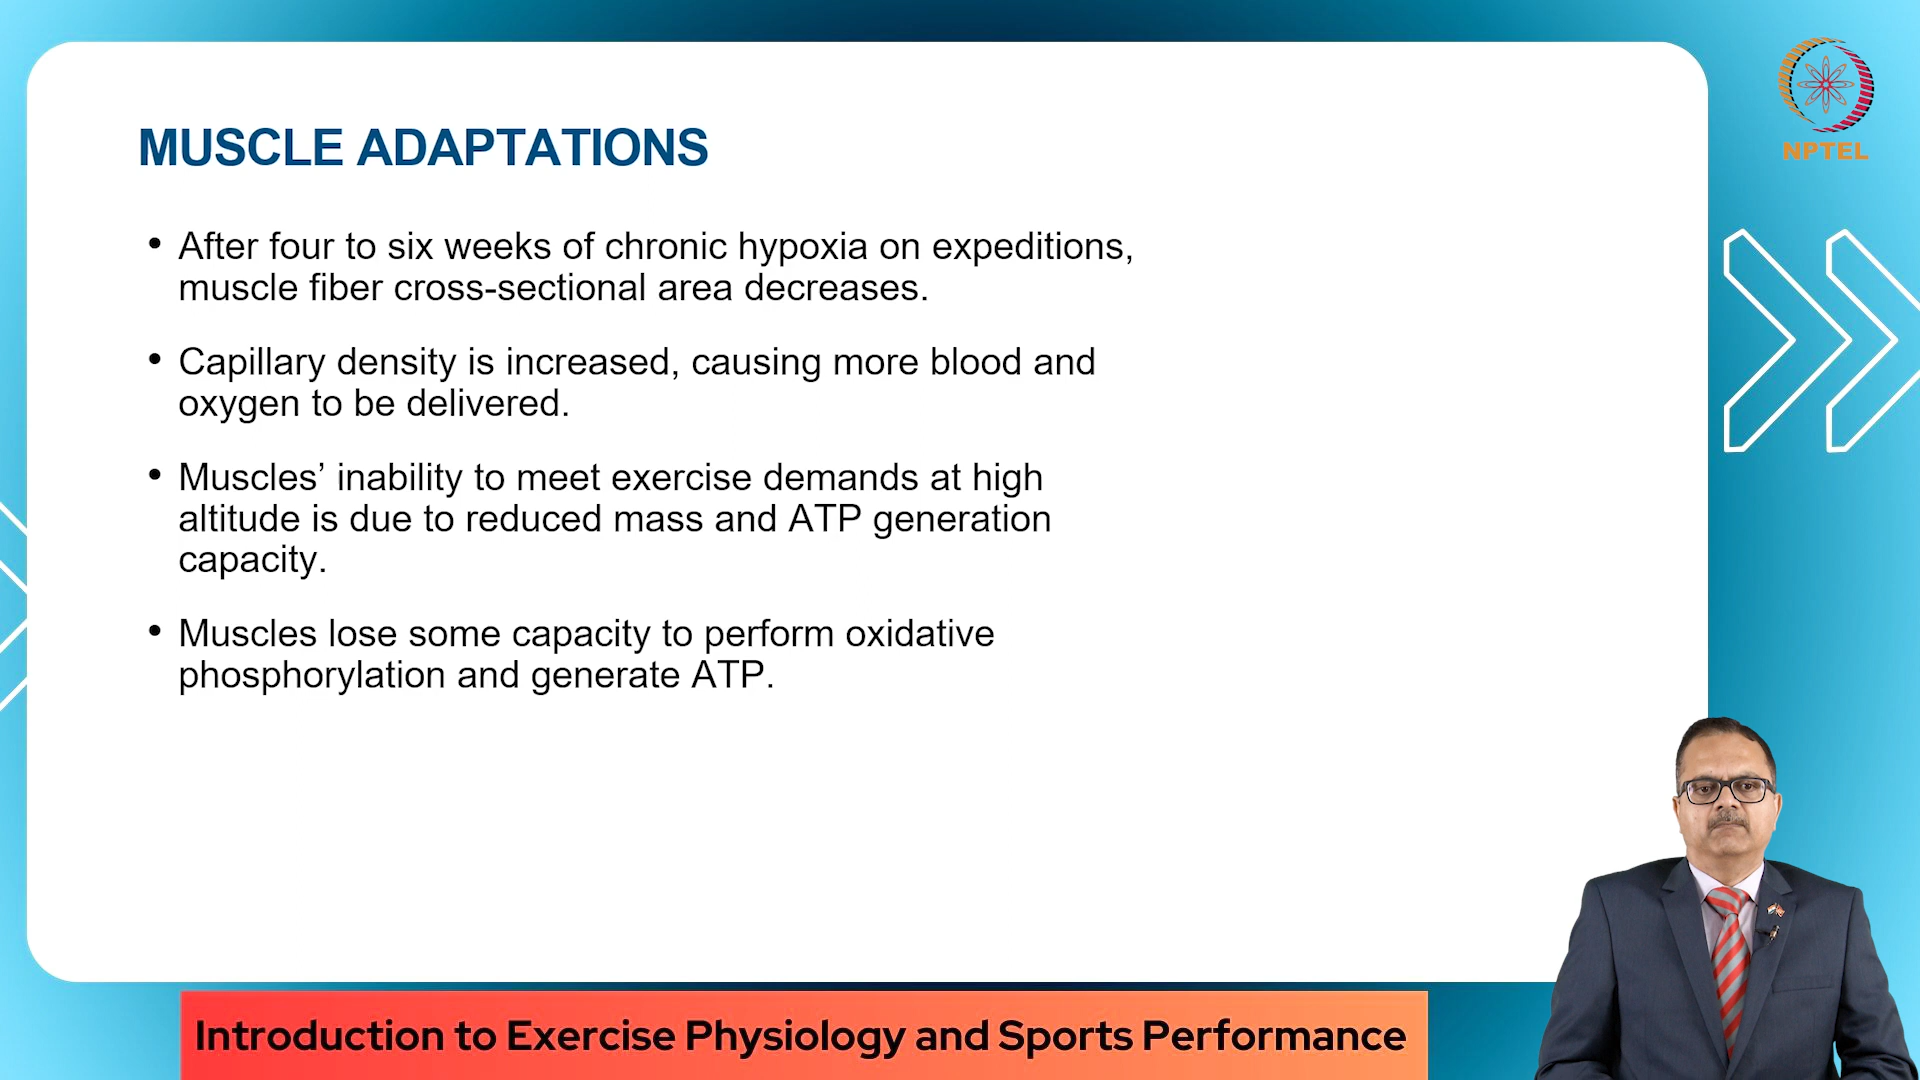 MUSCLE ADAPTATIONS
• After four to six weeks of chronic hypoxia on expeditions,
muscle fiber cross-sectional area decreases.
• Capillary density is increased, causing more blood and
oxygen to be delivered.
• Muscles’ inability to meet exercise demands at high
altitude is due to reduced mass and ATP generation
capacity.
• Muscles lose some capacity to perform oxidative
phosphorylation and generate ATP.
NPTEL
Introduction to Exercise Physiology and Sports Performance